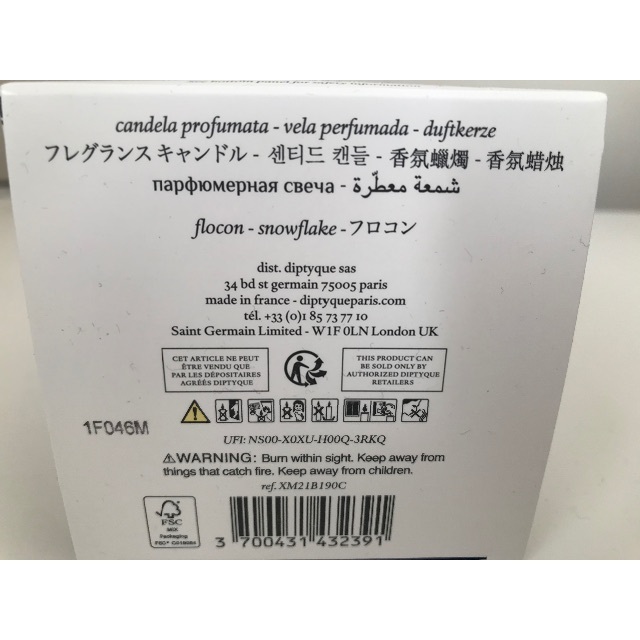 candela profumata - vela perfumada - duftkerze
フレグランスキャンドル - 센티드 캔들 - 香氛蠟燭 - 香氛蜡烛
парфюмерная свеча - شمعة معطّرة
flocon - snowflake - フロコン
dist. diptyque sas
34 bd st germain 75005 paris
made in france - diptyqueparis.com
tél. +33 (0)1 85 73 77 10
Saint Germain Limited - W1F 0LN London UK
CET ARTICLE NE PEUT
ÊTRE VENDU QUE
PAR LES DÉPOSITAIRES
AGRÉÉS DIPTYQUE
THIS PRODUCT CAN
BE SOLD ONLY BY
AUTHORIZED DIPTYQUE
RETAILERS
1F046M
UFI: NS00-X0XU-H00Q-3RKQ
⚠WARNING: Burn within sight. Keep away from
things that catch fire. Keep away from children.
ref. XM21B190C
FSC
MIX
Packaging
3 700431 432391